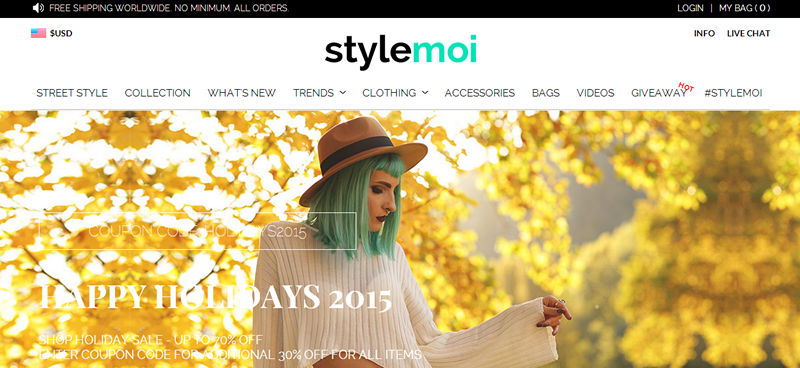 FREE SHIPPING WORLDWIDE. NO MINIMUM. ALL ORDERS.
LOGIN | MY BAG ( 0 )
$USD
INFO LIVE CHAT
stylemoi
STREET STYLE COLLECTION WHAT'S NEW TRENDS CLOTHING ACCESSORIES BAGS VIDEOS GIVEAWAY HOT #STYLEMOI
COUPON CODE:HOLIDAYS2015
HAPPY HOLIDAYS 2015
SHOP HOLIDAY SALE - UP TO 70% OFF
ENTER COUPON CODE FOR ADDITIONAL 30% OFF FOR ALL ITEMS